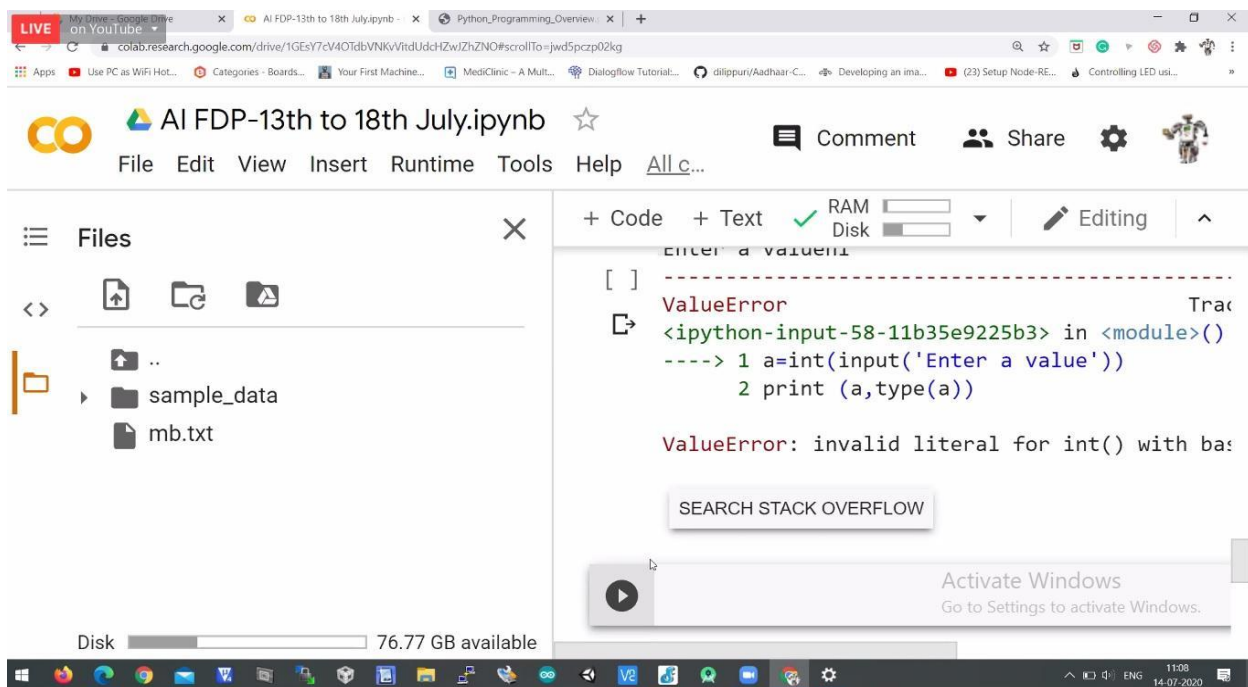 LIVE
on YouTube
My Drive - Google Drive
AI FDP-13th to 18th July.ipynb -
Python_Programming_Overview.
colab.research.google.com/drive/1GEsY7cV4OTdbVNKvVitdUdcHZwJZhZNO#scrollTo=jwd5pczp02kg
Apps Use PC as WiFi Hot... Categories - Boards... Your First Machine... MediClinic – A Mult... Dialogflow Tutorial:... dilippuri/Aadhaar-C... Developing an ima... (23) Setup Node-RE... Controlling LED usi... »
AI FDP-13th to 18th July.ipynb
Comment Share
File Edit View Insert Runtime Tools Help All c...
Files
..
sample_data
mb.txt
Disk 76.77 GB available
+ Code + Text RAM Disk Editing
Enter a valueh1
[ ] ------------------------------------------------
ValueError Trac
<ipython-input-58-11b35e9225b3> in <module>()
----> 1 a=int(input('Enter a value'))
2 print (a,type(a))
ValueError: invalid literal for int() with bas
SEARCH STACK OVERFLOW
Activate Windows
Go to Settings to activate Windows.
ENG
11:08
14-07-2020